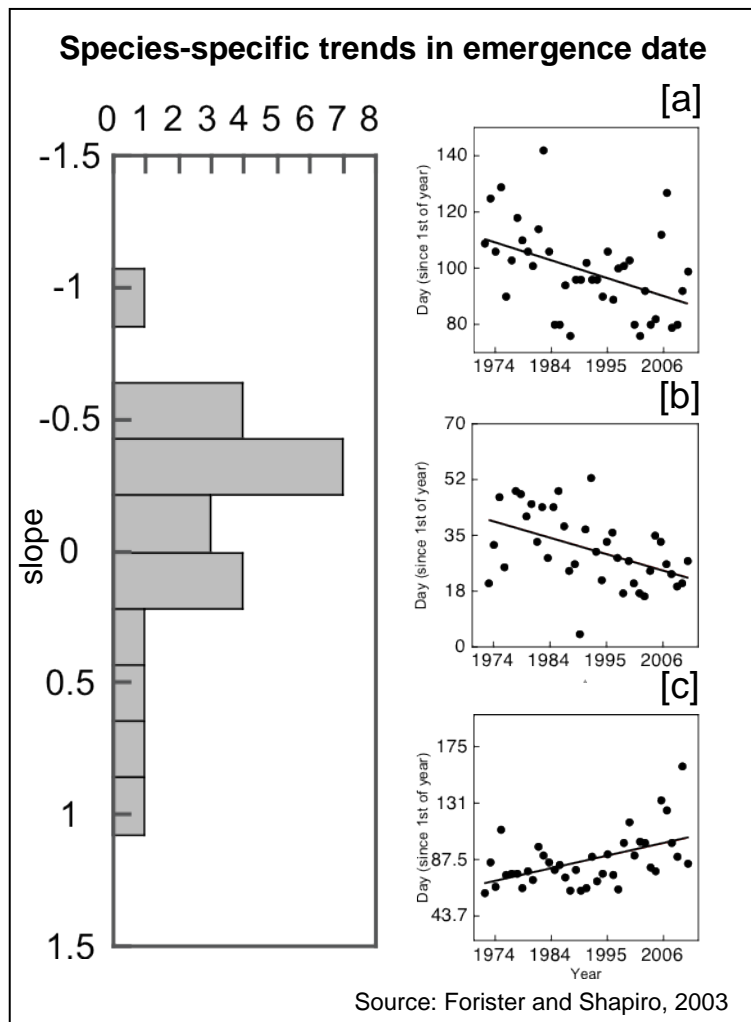 Species-specific trends in emergence date
0 1 2 3 4 5 6 7 8
-1.5
-1
-0.5
0
0.5
1
1.5
slope
[a]
Day (since 1st of year)
140
120
100
80
1974 1984 1995 2006
[b]
Day (since 1st of year)
70
52
35
18
0
1974 1984 1995 2006
[c]
Day (since 1st of year)
175
131
87.5
43.7
1974 1984 1995 2006
Year
Source: Forister and Shapiro, 2003